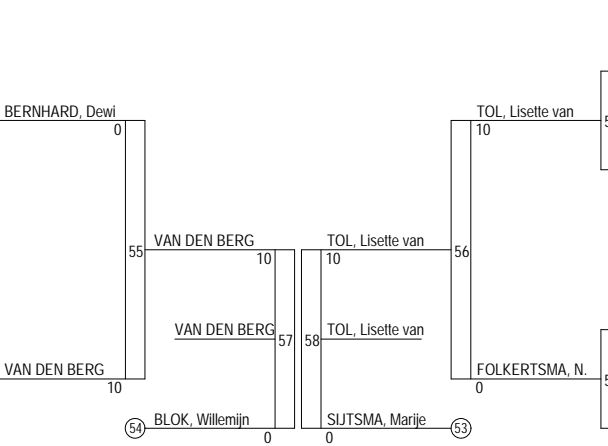 BERNHARD, Dewi
0
TOL, Lisette van
10
5
55
VAN DEN BERG
10
TOL, Lisette van
10
56
VAN DEN BERG
57
58
TOL, Lisette van
VAN DEN BERG
10
FOLKERTSMA, N.
0
5
54
BLOK, Willemijn
0
SIJTSMA, Marije
0
53